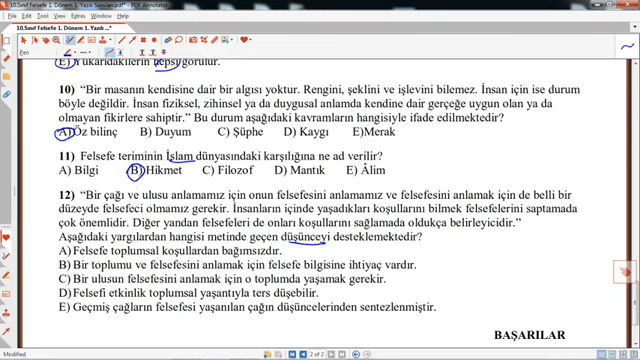 10.Sınıf Felsefe 1. Dönem 1. Yazılı Soruları.pdf* - PDF Annotator
File Edit View Insert Tool Extras Window Help
10.Sınıf Felsefe 1. Dönem 1. Yazılı ...*
Pen
E) Yukarıdakilerin hepsi görülür.
10) "Bir masanın kendisine dair bir algısı yoktur. Rengini, şeklini ve işlevini bilemez. İnsan için ise durum
böyle değildir. İnsan fiziksel, zihinsel ya da duygusal anlamda kendine dair gerçeğe uygun olan ya da
olmayan fikirlere sahiptir." Bu durum aşağıdaki kavramların hangisiyle ifade edilmektedir?
A) Öz bilinç B) Duyum C) Şüphe D) Kaygı E)Merak
11) Felsefe teriminin İslam dünyasındaki karşılığına ne ad verilir?
A) Bilgi B) Hikmet C) Filozof D) Mantık E) Âlim
12) "Bir çağı ve ulusu anlamamız için onun felsefesini anlamamız ve felsefesini anlamak için de belli bir
düzeyde felsefeci olmamız gerekir. İnsanların içinde yaşadıkları koşullarını bilmek felsefelerini saptamada
çok önemlidir. Diğer yandan felsefeleri de onları koşullarını sağlamada oldukça belirleyicidir."
Aşağıdaki yargılardan hangisi metinde geçen düşünceyi desteklemektedir?
A) Felsefe toplumsal koşullardan bağımsızdır.
B) Bir toplumu ve felsefesini anlamak için felsefe bilgisine ihtiyaç vardır.
C) Bir ulusun felsefesini anlamak için o toplumda yaşamak gerekir.
D) Felsefi etkinlik toplumsal yaşantıyla ters düşebilir.
E) Geçmiş çağların felsefesi yaşanılan çağın düşüncelerinden sentezlenmiştir.
BAŞARILAR
Modified
2 of 2